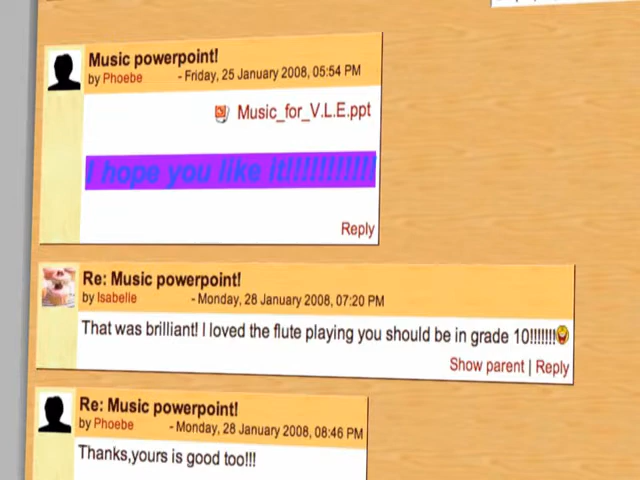 Music powerpoint!
by Phoebe - Friday, 25 January 2008, 05:54 PM
Music_for_V.L.E.ppt
I hope you like it!!!!!!!!!!!!
Reply
Re: Music powerpoint!
by Isabelle - Monday, 28 January 2008, 07:20 PM
That was brilliant! I loved the flute playing you should be in grade 10!!!!!!!
Show parent | Reply
Re: Music powerpoint!
by Phoebe - Monday, 28 January 2008, 08:46 PM
Thanks,yours is good too!!!